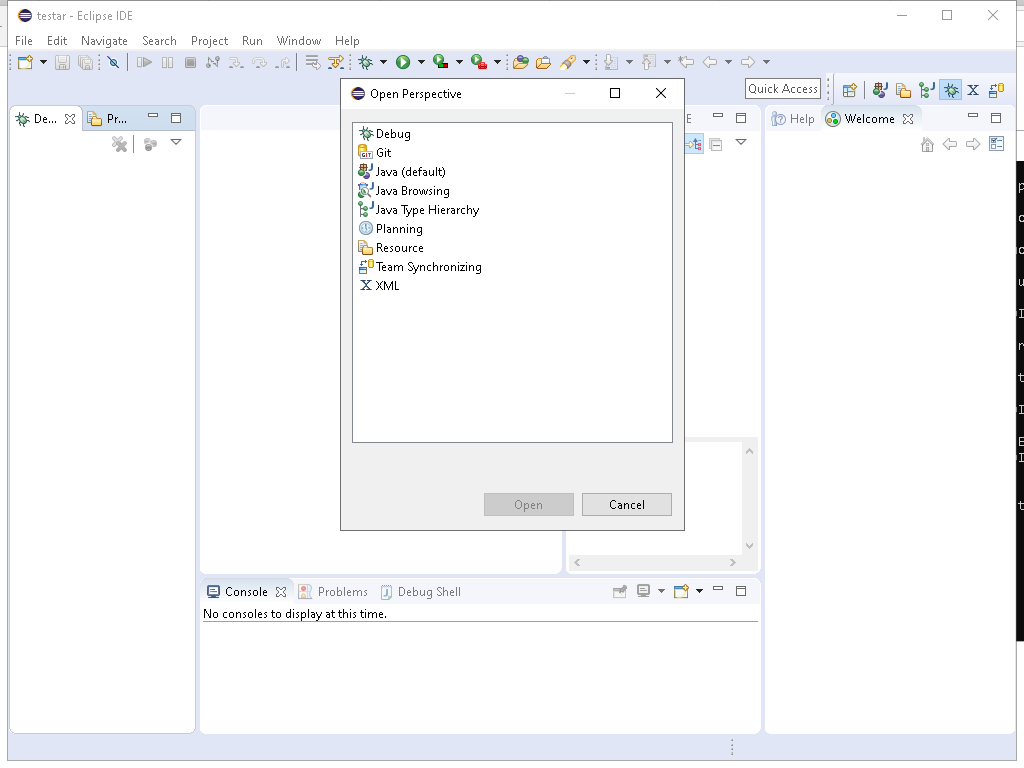 testar - Eclipse IDE
File Edit Navigate Search Project Run Window Help
Quick Access
Open Perspective
De... Pr...
E
Help Welcome
Debug
Git
Java (default)
Java Browsing
Java Type Hierarchy
Planning
Resource
Team Synchronizing
XML
Open Cancel
Console Problems Debug Shell
No consoles to display at this time.